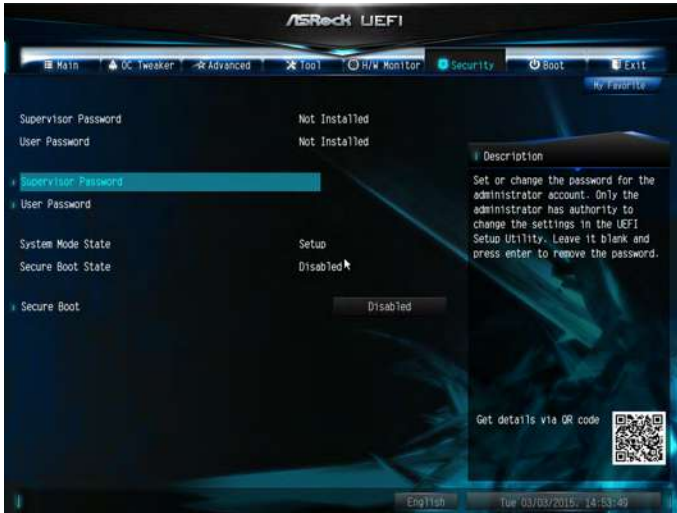 ASRock UEFI
Main OC Tweaker Advanced Tool H/W Monitor Security Boot Exit
My Favorite
Supervisor Password Not Installed
User Password Not Installed
Supervisor Password
User Password
System Mode State Setup
Secure Boot State Disabled
Secure Boot Disabled
Description
Set or change the password for the
administrator account. Only the
administrator has authority to
change the settings in the UEFI
Setup Utility. Leave it blank and
press enter to remove the password.
Get details via QR code
English Tue 03/03/2015, 14:53:49